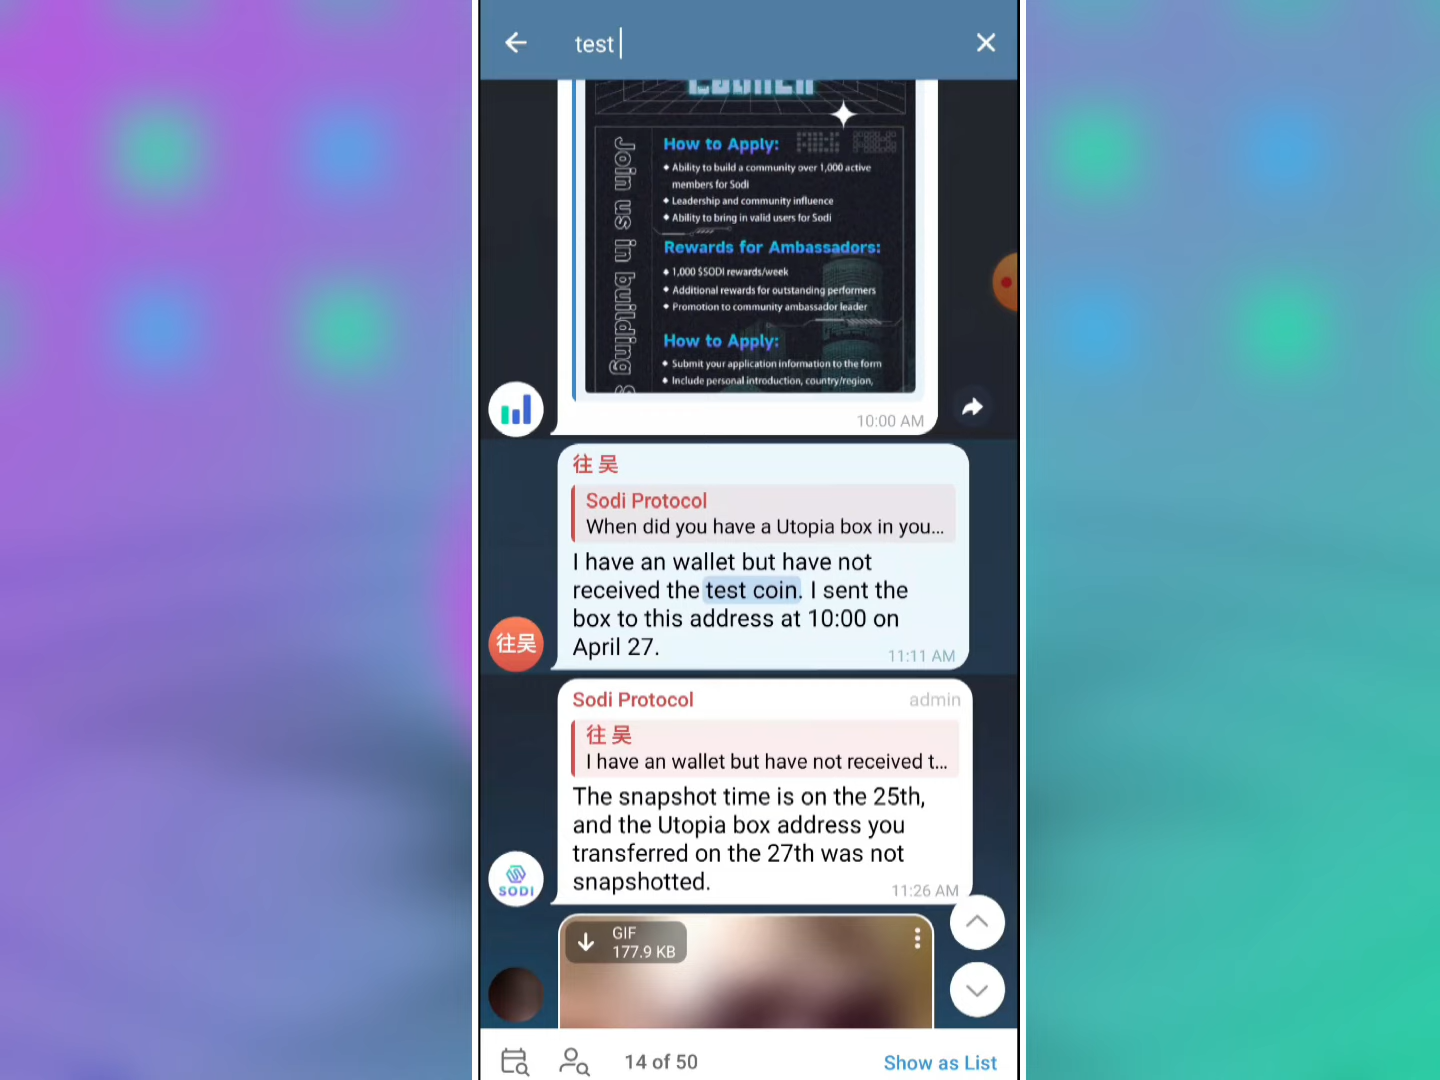 test
How to Apply:
Ability to build a community over 1,000 active
members for Sodi
Leadership and community influence
Ability to bring in valid users for Sodi
Rewards for Ambassadors:
1,000 $SODI rewards/week
Additional rewards for outstanding performers
Promotion to community ambassador leader
How to Apply:
Submit your application information to the form
Include personal introduction, country/region,
Join us in building
10:00 AM
往 吴
Sodi Protocol
When did you have a Utopia box in you...
I have an wallet but have not
received the test coin. I sent the
box to this address at 10:00 on
April 27.
11:11 AM
往吴
Sodi Protocol
admin
往 吴
I have an wallet but have not received t...
The snapshot time is on the 25th,
and the Utopia box address you
transferred on the 27th was not
snapshotted.
11:26 AM
SODI
GIF
177.9 KB
14 of 50
Show as List